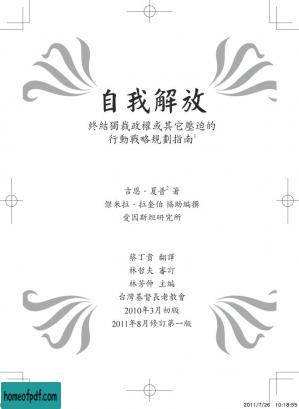 自我解放
終結獨裁政權或其它壓迫的
行動戰略規劃指南¹
吉恩‧夏普² 著
傑米拉‧拉奎伯 協助編撰
愛因斯坦研究所
蔡丁貴 翻譯
林哲夫 審訂
林芳仲 主編
台灣基督長老教會
2010年3月初版
2011年8月修訂第一版
homeofpdf.com
2011/7/26 10:18:55